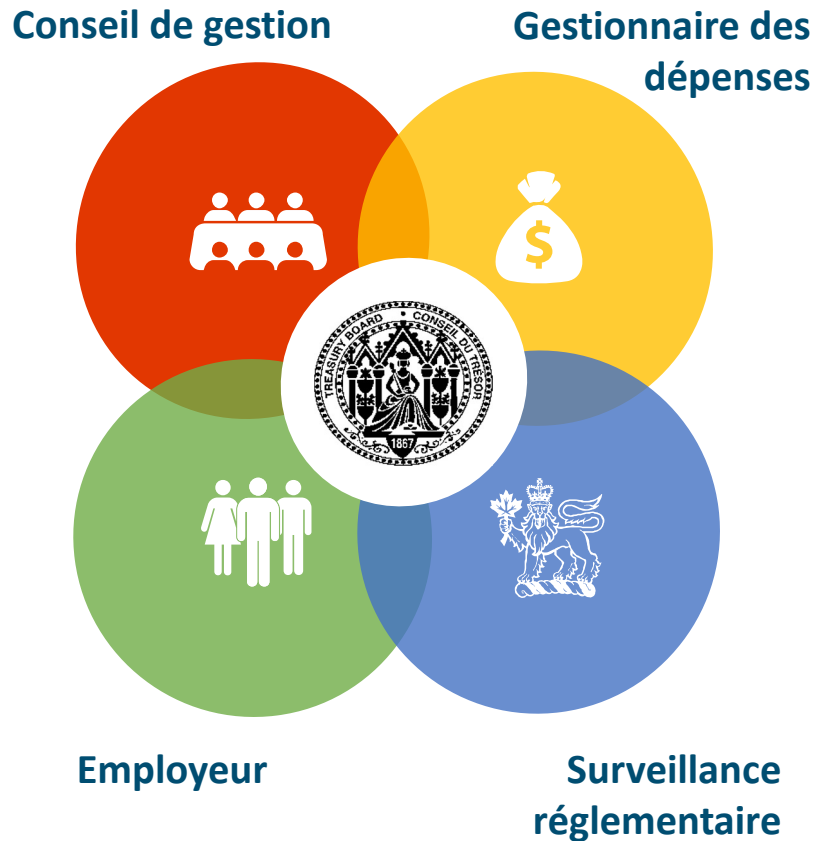 Conseil de gestion
Gestionnaire des
dépenses
$
TREASURY BOARD • CONSEIL DU TRÉSOR
1867
Employeur
Surveillance
réglementaire